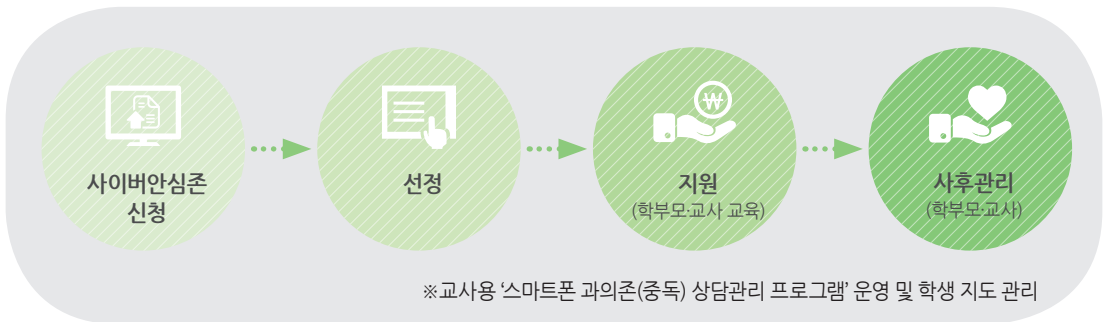 사이버안심존
신청
선정
지원
(학부모·교사 교육)
사후관리
(학부모·교사)
※교사용 ‘스마트폰 과의존(중독) 상담관리 프로그램’ 운영 및 학생 지도 관리